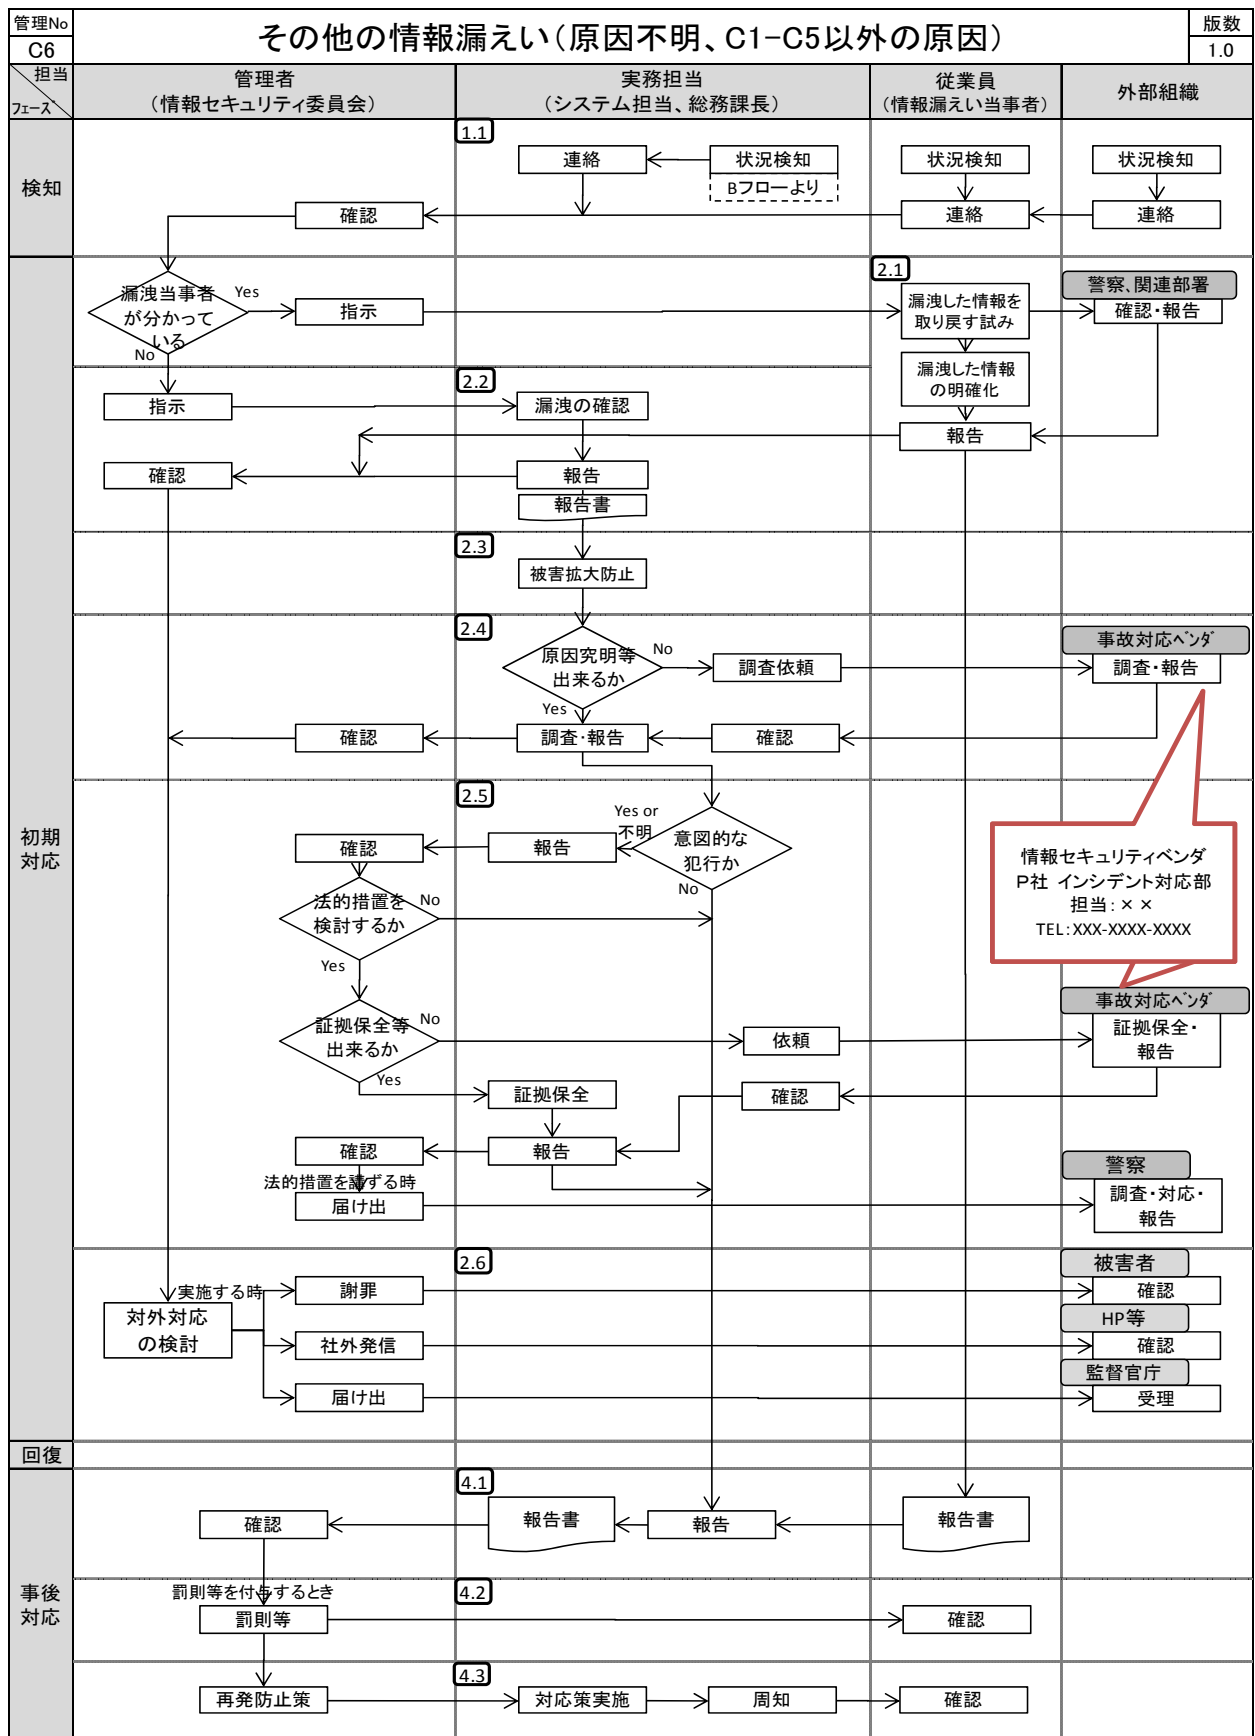 管理No
C6
その他の情報漏えい（原因不明、C1-C5以外の原因）
版数
1.0
担当
フェーズ
管理者
（情報セキュリティ委員会）
実務担当
（システム担当、総務課長）
従業員
（情報漏えい当事者）
外部組織
検知
1.1
連絡
状況検知
Bフローより
状況検知
状況検知
確認
連絡
連絡
初期
対応
漏洩当事者
が分かって
いる
Yes
No
指示
2.1
漏洩した情報を
取り戻す試み
警察、関連部署
確認・報告
漏洩した情報
の明確化
2.2
指示
漏洩の確認
報告
確認
報告
報告書
2.3
被害拡大防止
2.4
原因究明等
出来るか
No
Yes
調査依頼
事故対応ベンダ
調査・報告
確認
調査・報告
確認
2.5
Yes or
不明
意図的な
犯行か
No
報告
確認
法的措置を
検討するか
No
Yes
情報セキュリティベンダ
P社 インシデント対応部
担当：××
TEL：XXX-XXXX-XXXX
証拠保全等
出来るか
No
Yes
依頼
事故対応ベンダ
証拠保全・
報告
証拠保全
確認
確認
報告
法的措置を講ずる時
届け出
警察
調査・対応・
報告
2.6
実施する時
対外対応
の検討
謝罪
被害者
確認
社外発信
HP等
確認
届け出
監督官庁
受理
回復
事後
対応
4.1
確認
報告書
報告
報告書
4.2
罰則等を付与するとき
罰則等
確認
4.3
再発防止策
対応策実施
周知
確認